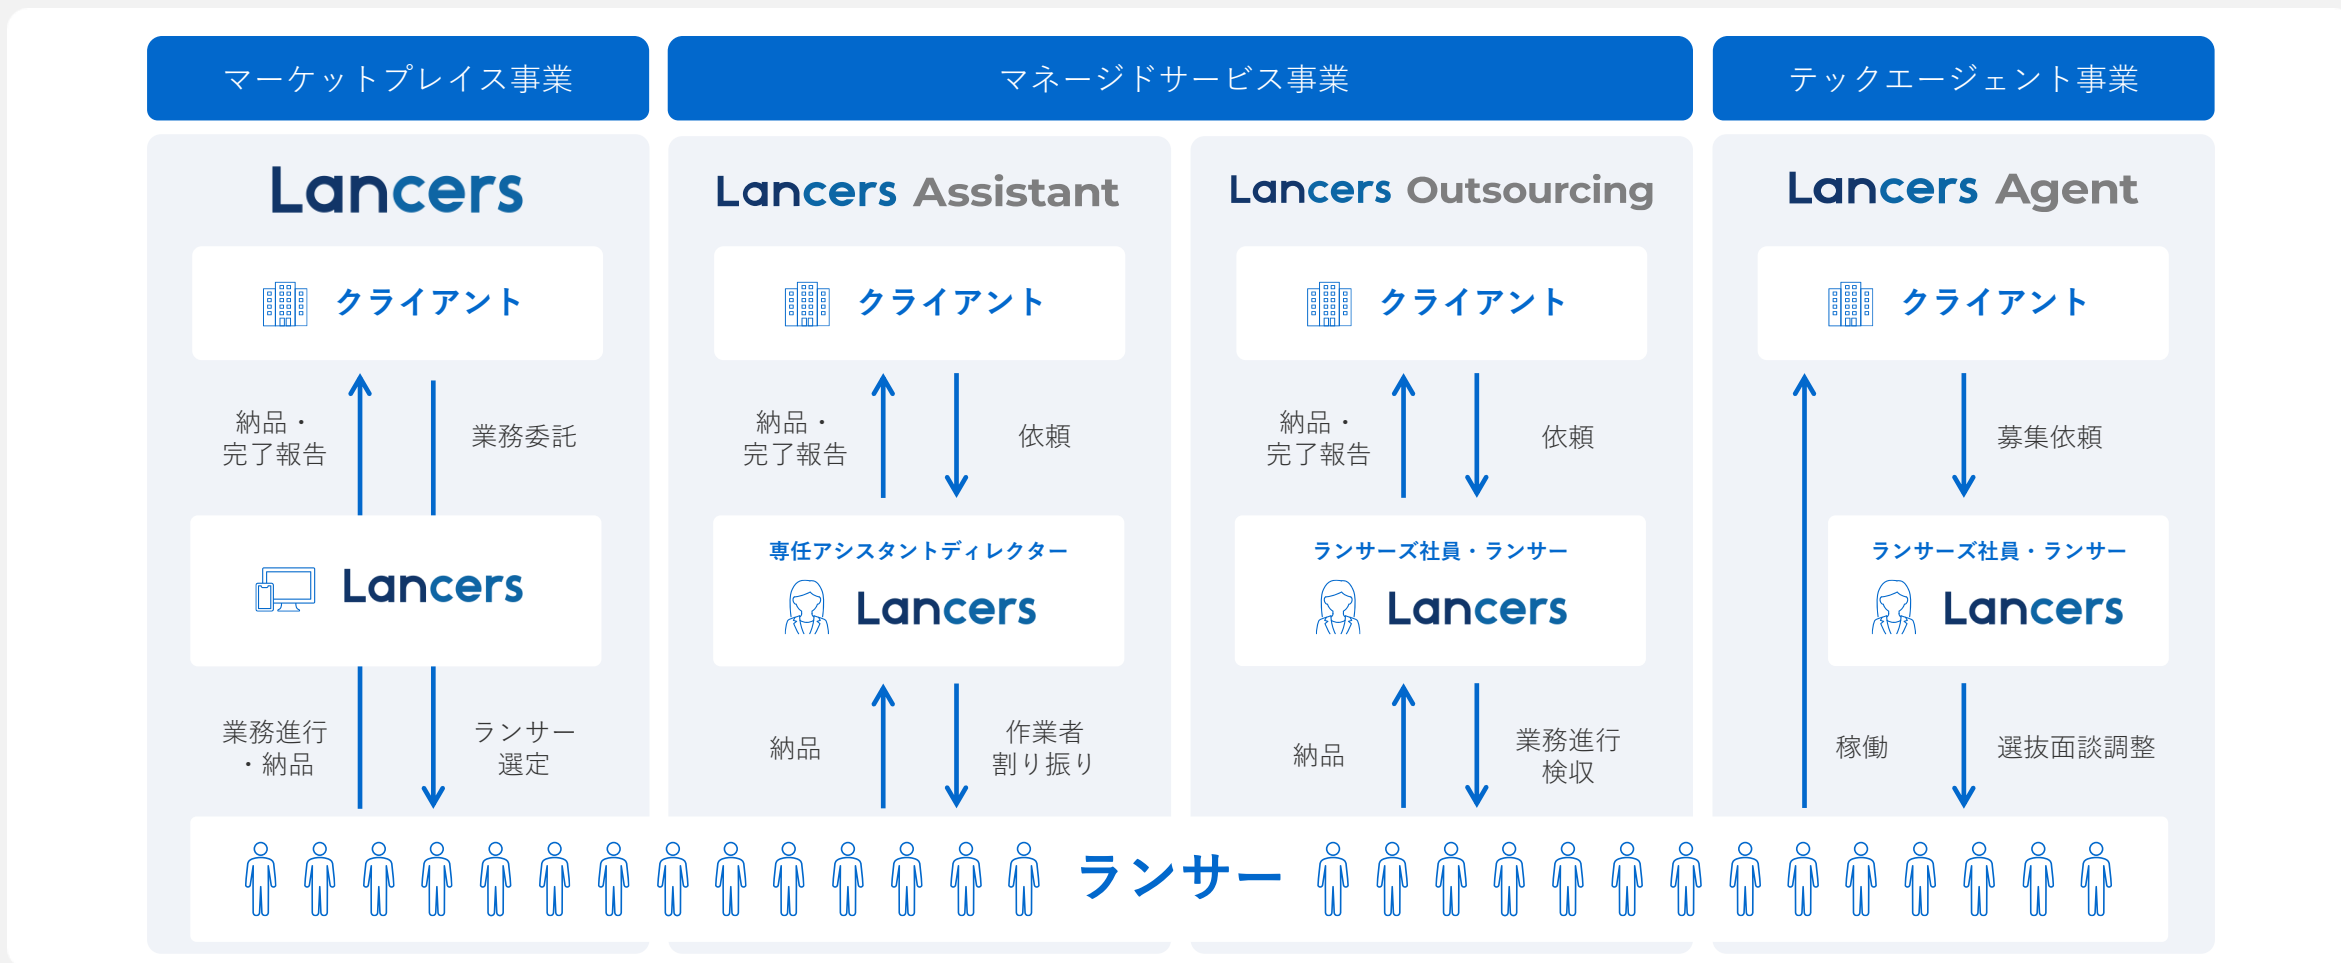 マーケットプレイス事業
マネージドサービス事業
テックエージェント事業
Lancers
クライアント
納品・
完了報告
業務委託
Lancers
業務進行
・納品
ランサー
選定
Lancers Assistant
クライアント
納品・
完了報告
依頼
専任アシスタントディレクター
Lancers
納品
作業者
割り振り
Lancers Outsourcing
クライアント
納品・
完了報告
依頼
ランサーズ社員・ランサー
Lancers
納品
業務進行
検収
Lancers Agent
クライアント
募集依頼
ランサーズ社員・ランサー
Lancers
稼働
選抜面談調整
ランサー